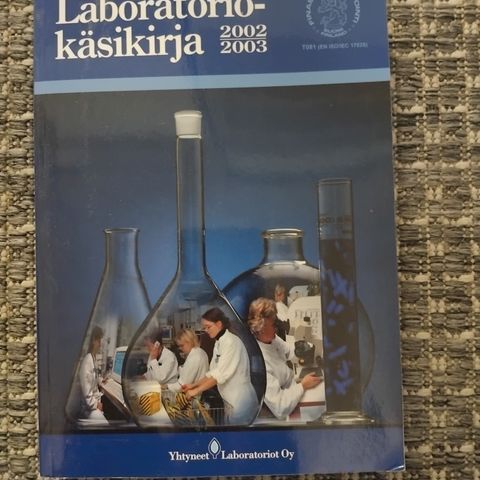 Laboratorio-
käsikirja 2002
2003
T081 (EN ISO/IEC 17025)
Yhtyneet Laboratoriot Oy